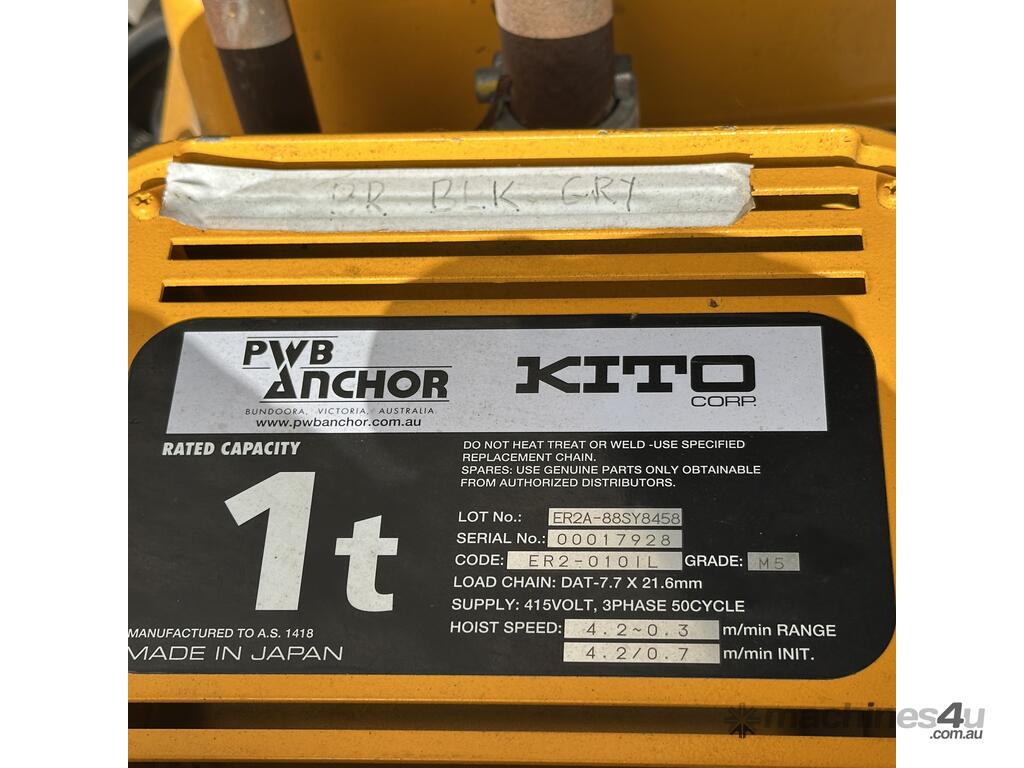 BR BLK GRY
PWB ANCHOR
BUNDOORA, VICTORIA, AUSTRALIA
www.pwbanchor.com.au
KITO
CORP.
RATED CAPACITY
1t
MANUFACTURED TO A.S. 1418
MADE IN JAPAN
DO NOT HEAT TREAT OR WELD -USE SPECIFIED
REPLACEMENT CHAIN.
SPARES: USE GENUINE PARTS ONLY OBTAINABLE
FROM AUTHORIZED DISTRIBUTORS.
LOT No.: ER2A-88SY8458
SERIAL No.: 00017928
CODE: ER2-010IL GRADE: M5
LOAD CHAIN: DAT-7.7 X 21.6mm
SUPPLY: 415VOLT, 3PHASE 50CYCLE
HOIST SPEED: 4.2~0.3 m/min RANGE
4.2/0.7 m/min INIT.
machines4u
.com.au